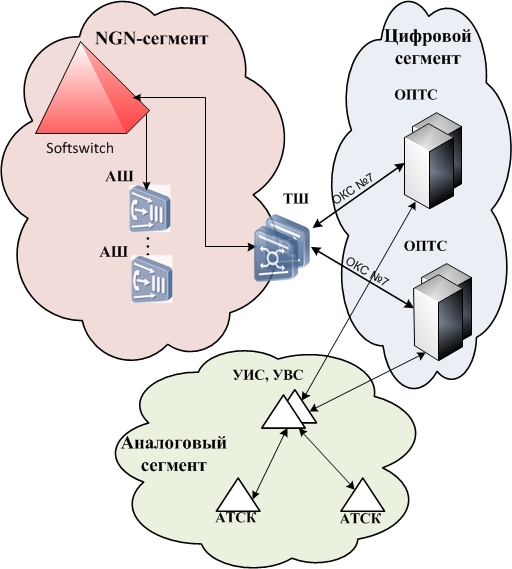 NGN-сегмент
Цифровой
сегмент
ОПТС
Softswitch
АШ
ТШ
ОКС №7
АШ
ОПТС
ОКС №7
УИС, УВС
Аналоговый
сегмент
АТСК
АТСК